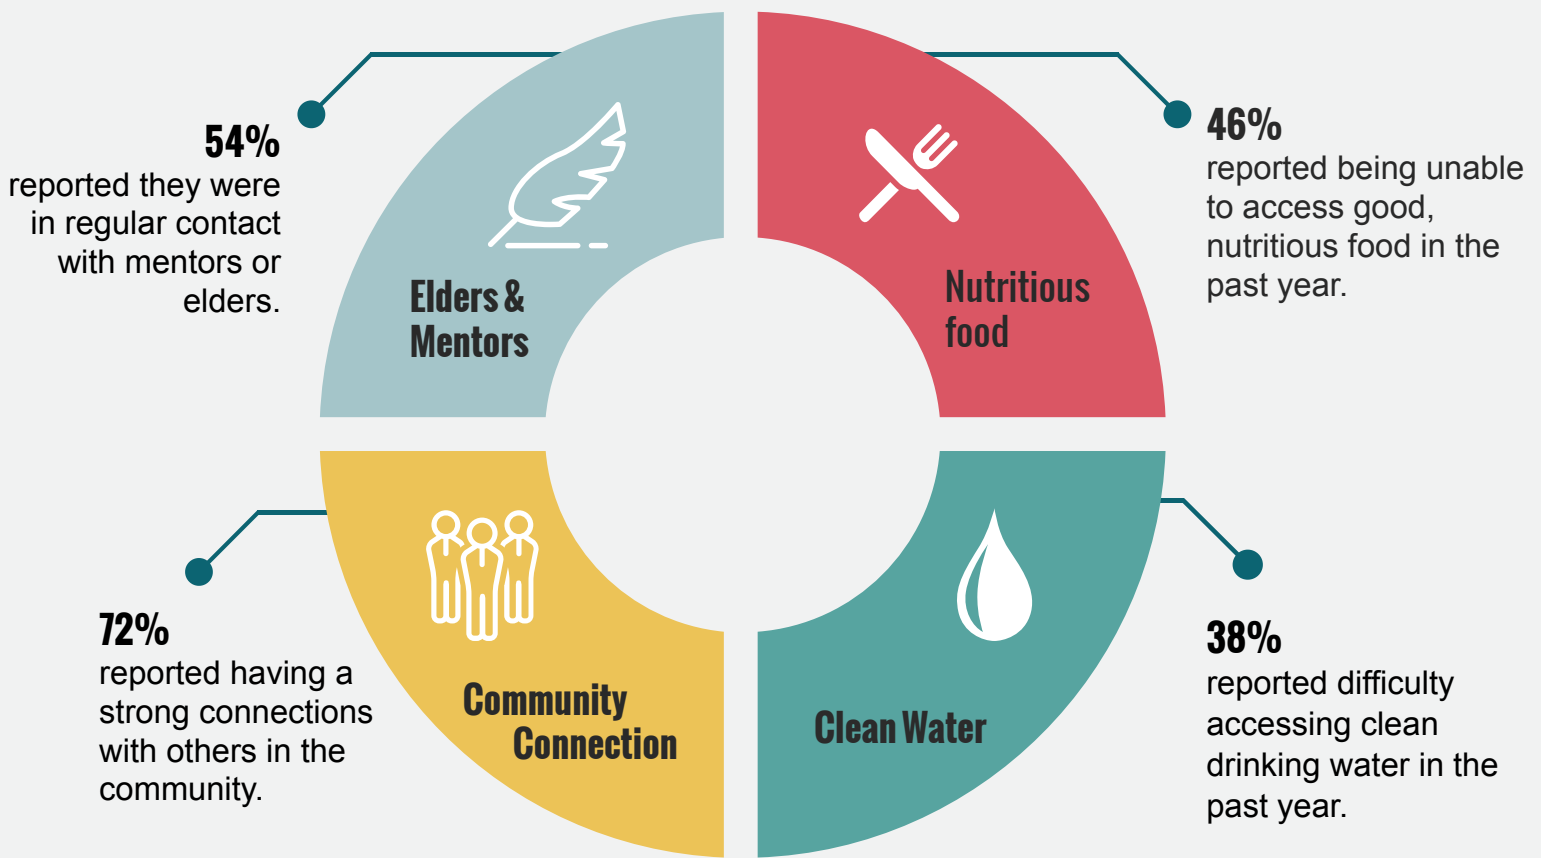 54%
reported they were
in regular contact
with mentors or
elders.
Elders &
Mentors
46%
reported being unable
to access good,
nutritious food in the
past year.
Nutritious
food
72%
reported having a
strong connections
with others in the
community.
Community
Connection
38%
reported difficulty
accessing clean
drinking water in the
past year.
Clean Water